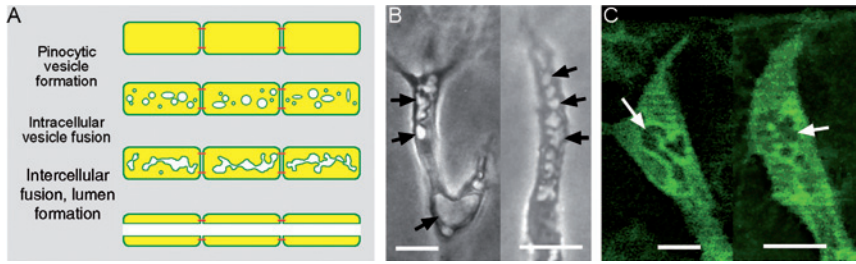 A
Pinocytic
vesicle
formation
Intracellular
vesicle fusion
Intercellular
fusion, lumen
formation
B
C